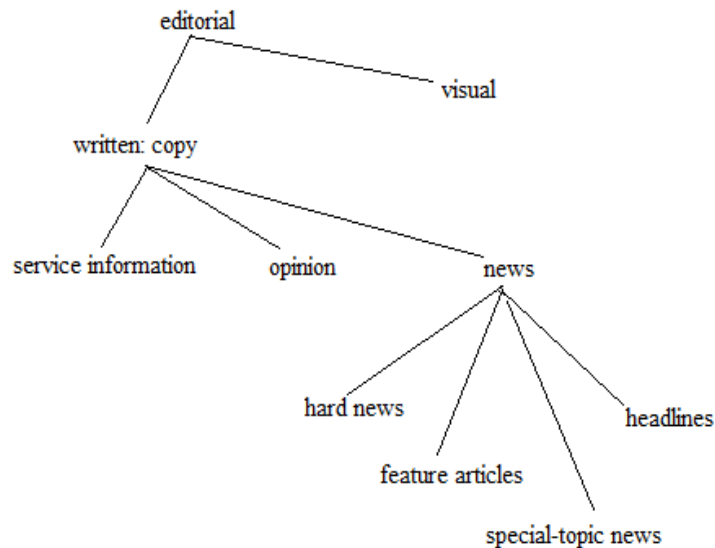 editorial
visual
written: copy
service information
opinion
news
hard news
headlines
feature articles
special-topic news